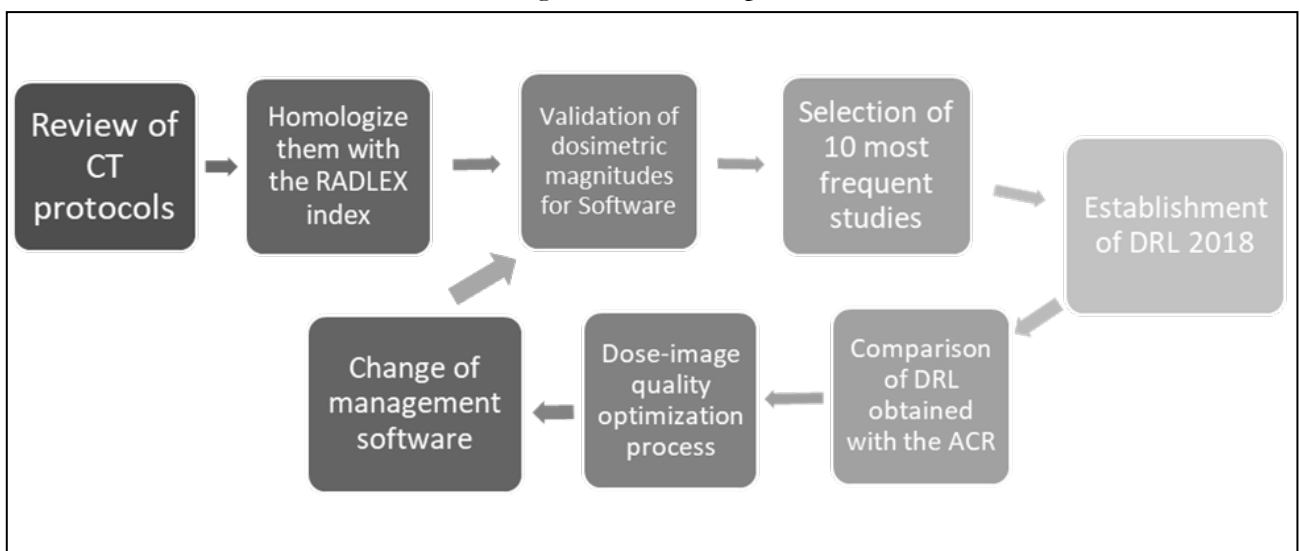 Review of
CT
protocols
Homologize
them with
the RADLEX
index
Validation of
dosimetric
magnitudes
for Software
Selection of
10 most
frequent
studies
Establishment
of DRL 2018
Comparison
of DRL
obtained
with the ACR
Dose-image
quality
optimization
process
Change of
management
software